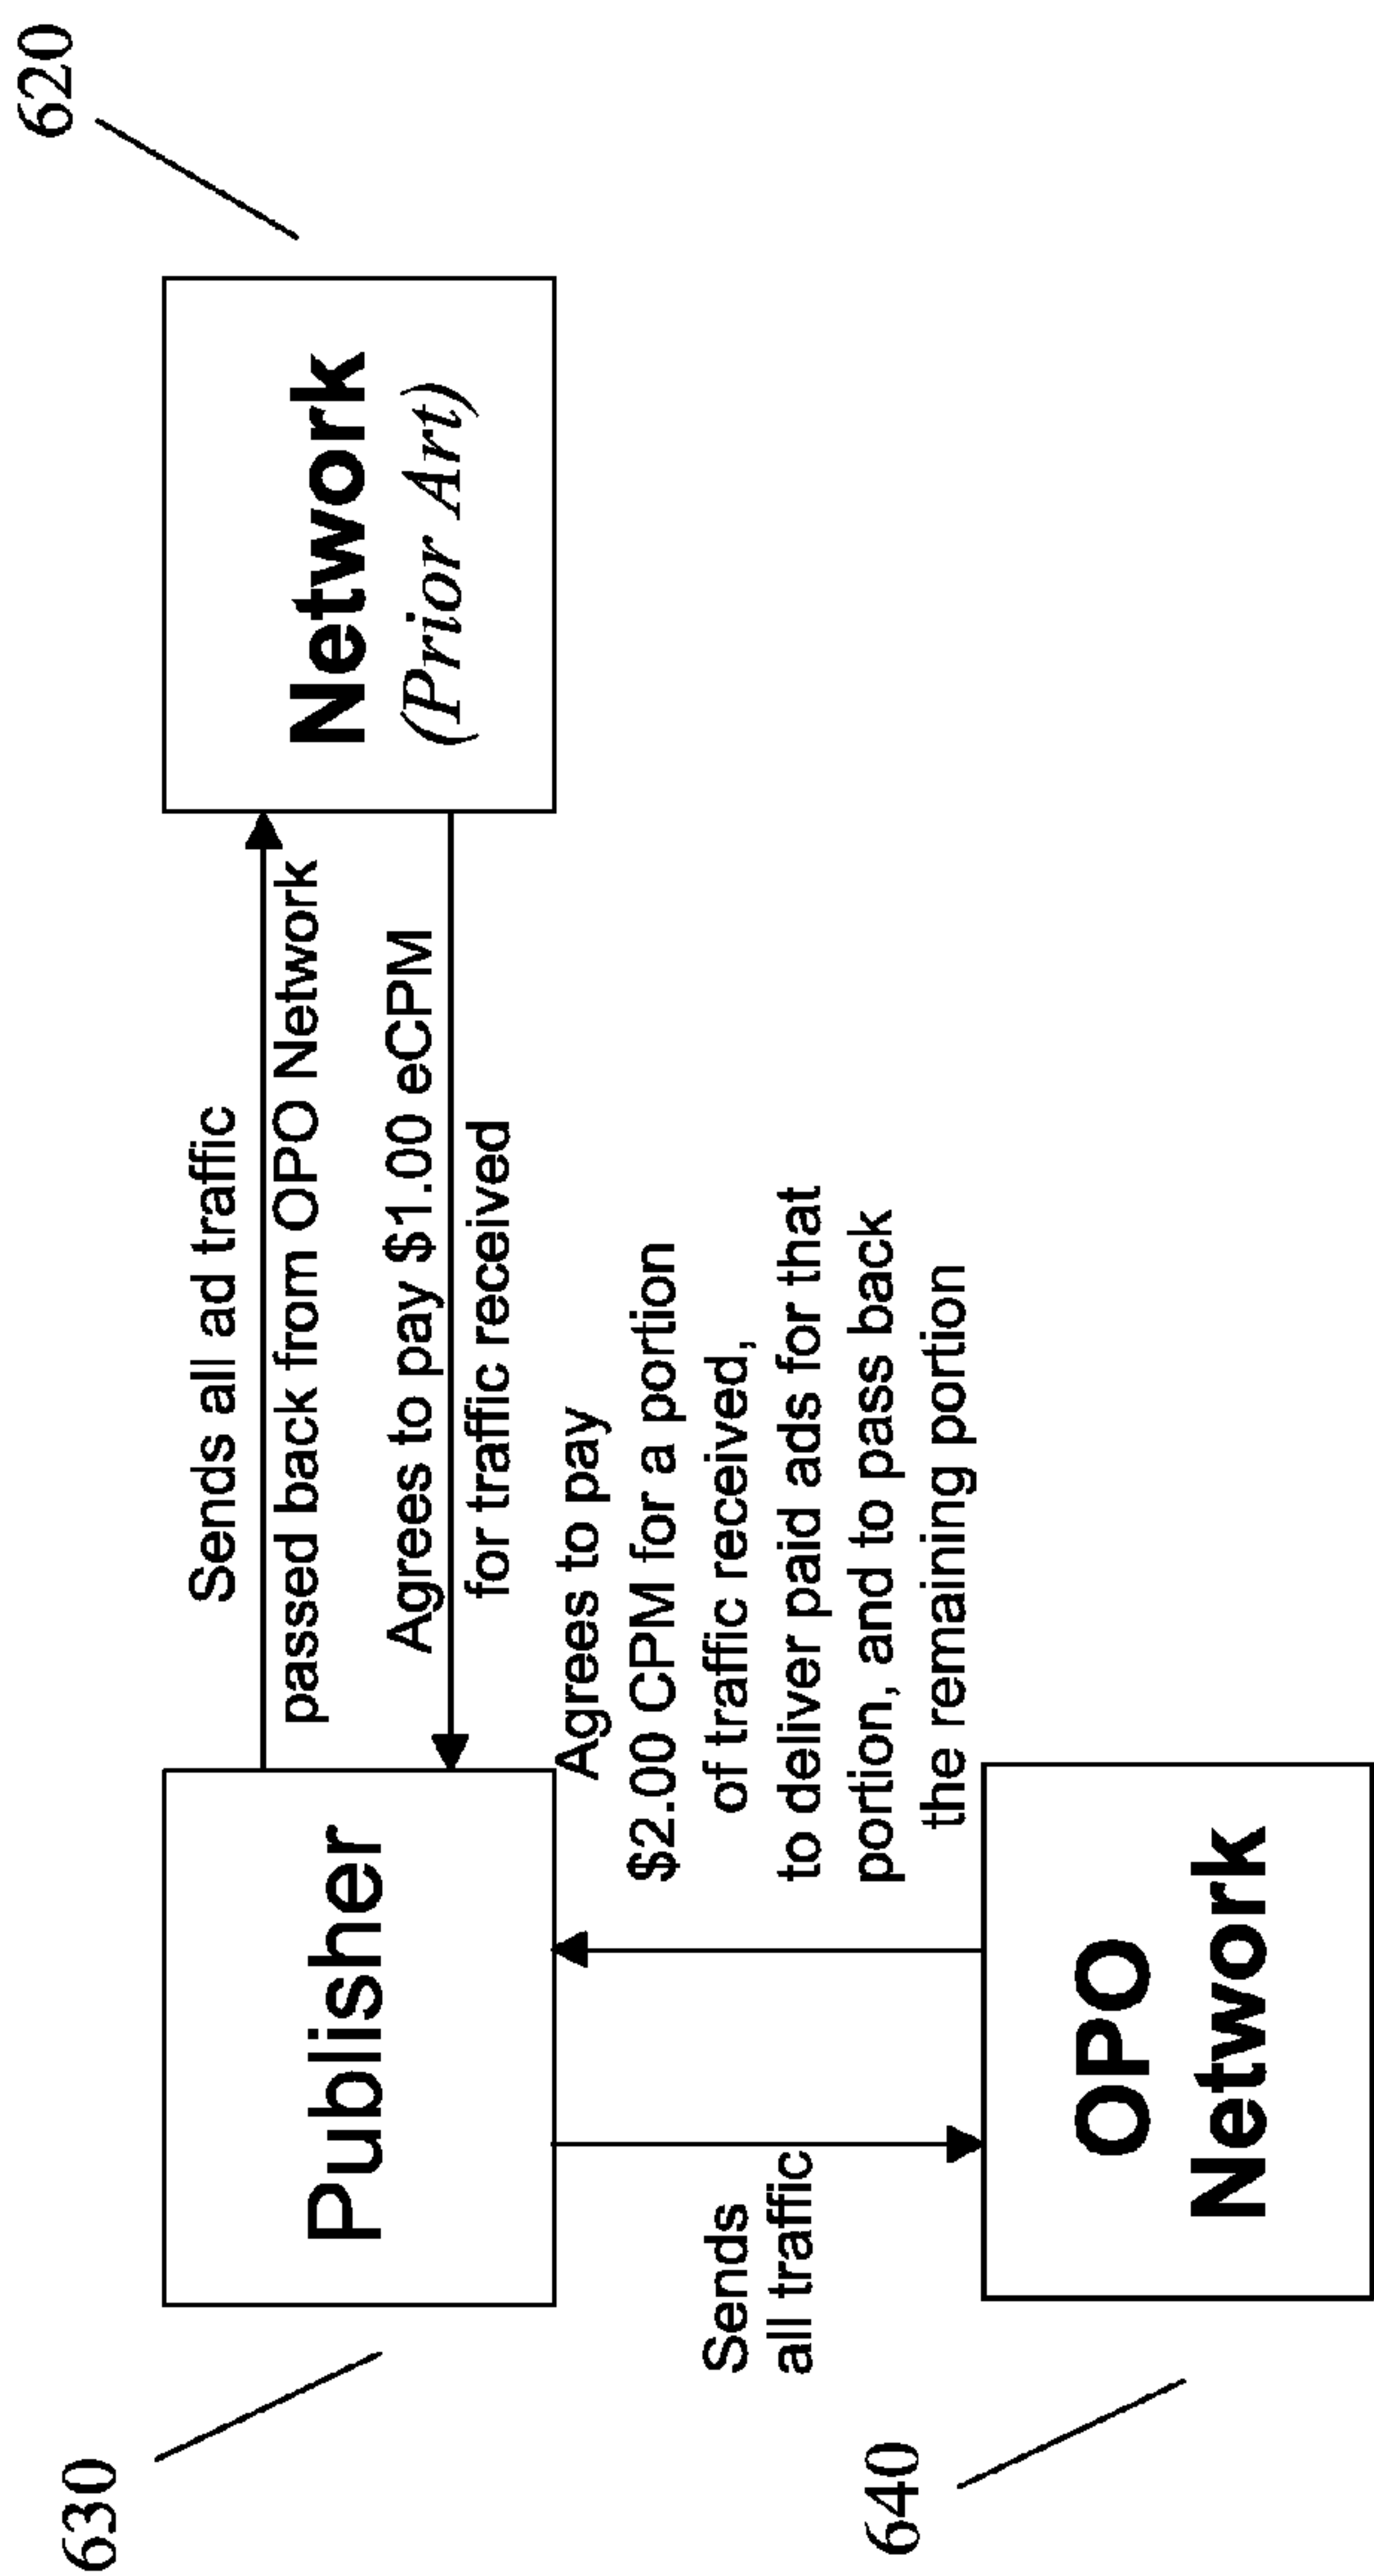 620
Sends all ad traffic
passed back from OPO Network
Network
(Prior Art)
Agrees to pay $1.00 eCPM
for traffic received
630
Publisher
Agrees to pay
$2.00 CPM for a portion
of traffic received,
to deliver paid ads for that
portion, and to pass back
the remaining portion
Sends
all traffic
640
OPO
Network